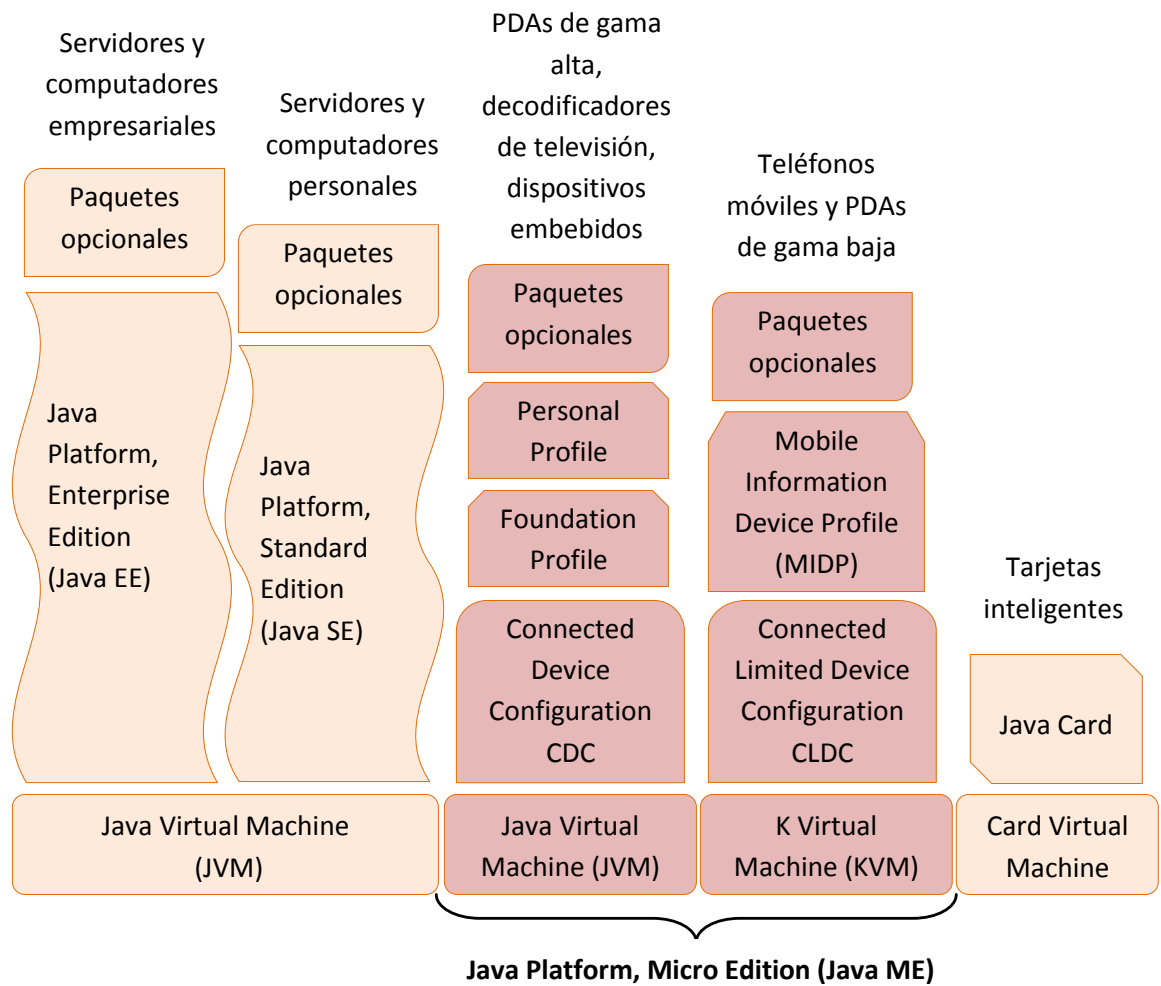 Servidores y
computadores
empresariales
Paquetes
opcionales
Java
Platform,
Enterprise
Edition
(Java EE)
Servidores y
computadores
personales
Paquetes
opcionales
Java
Platform,
Standard
Edition
(Java SE)
Java Virtual Machine
(JVM)
PDAs de gama
alta,
decodificadores
de televisión,
dispositivos
embebidos
Paquetes
opcionales
Personal
Profile
Foundation
Profile
Connected
Device
Configuration
CDC
Java Virtual
Machine (JVM)
Teléfonos
móviles y PDAs
de gama baja
Paquetes
opcionales
Mobile
Information
Device Profile
(MIDP)
Connected
Limited Device
Configuration
CLDC
K Virtual
Machine (KVM)
Tarjetas
inteligentes
Java Card
Card Virtual
Machine
Java Platform, Micro Edition (Java ME)